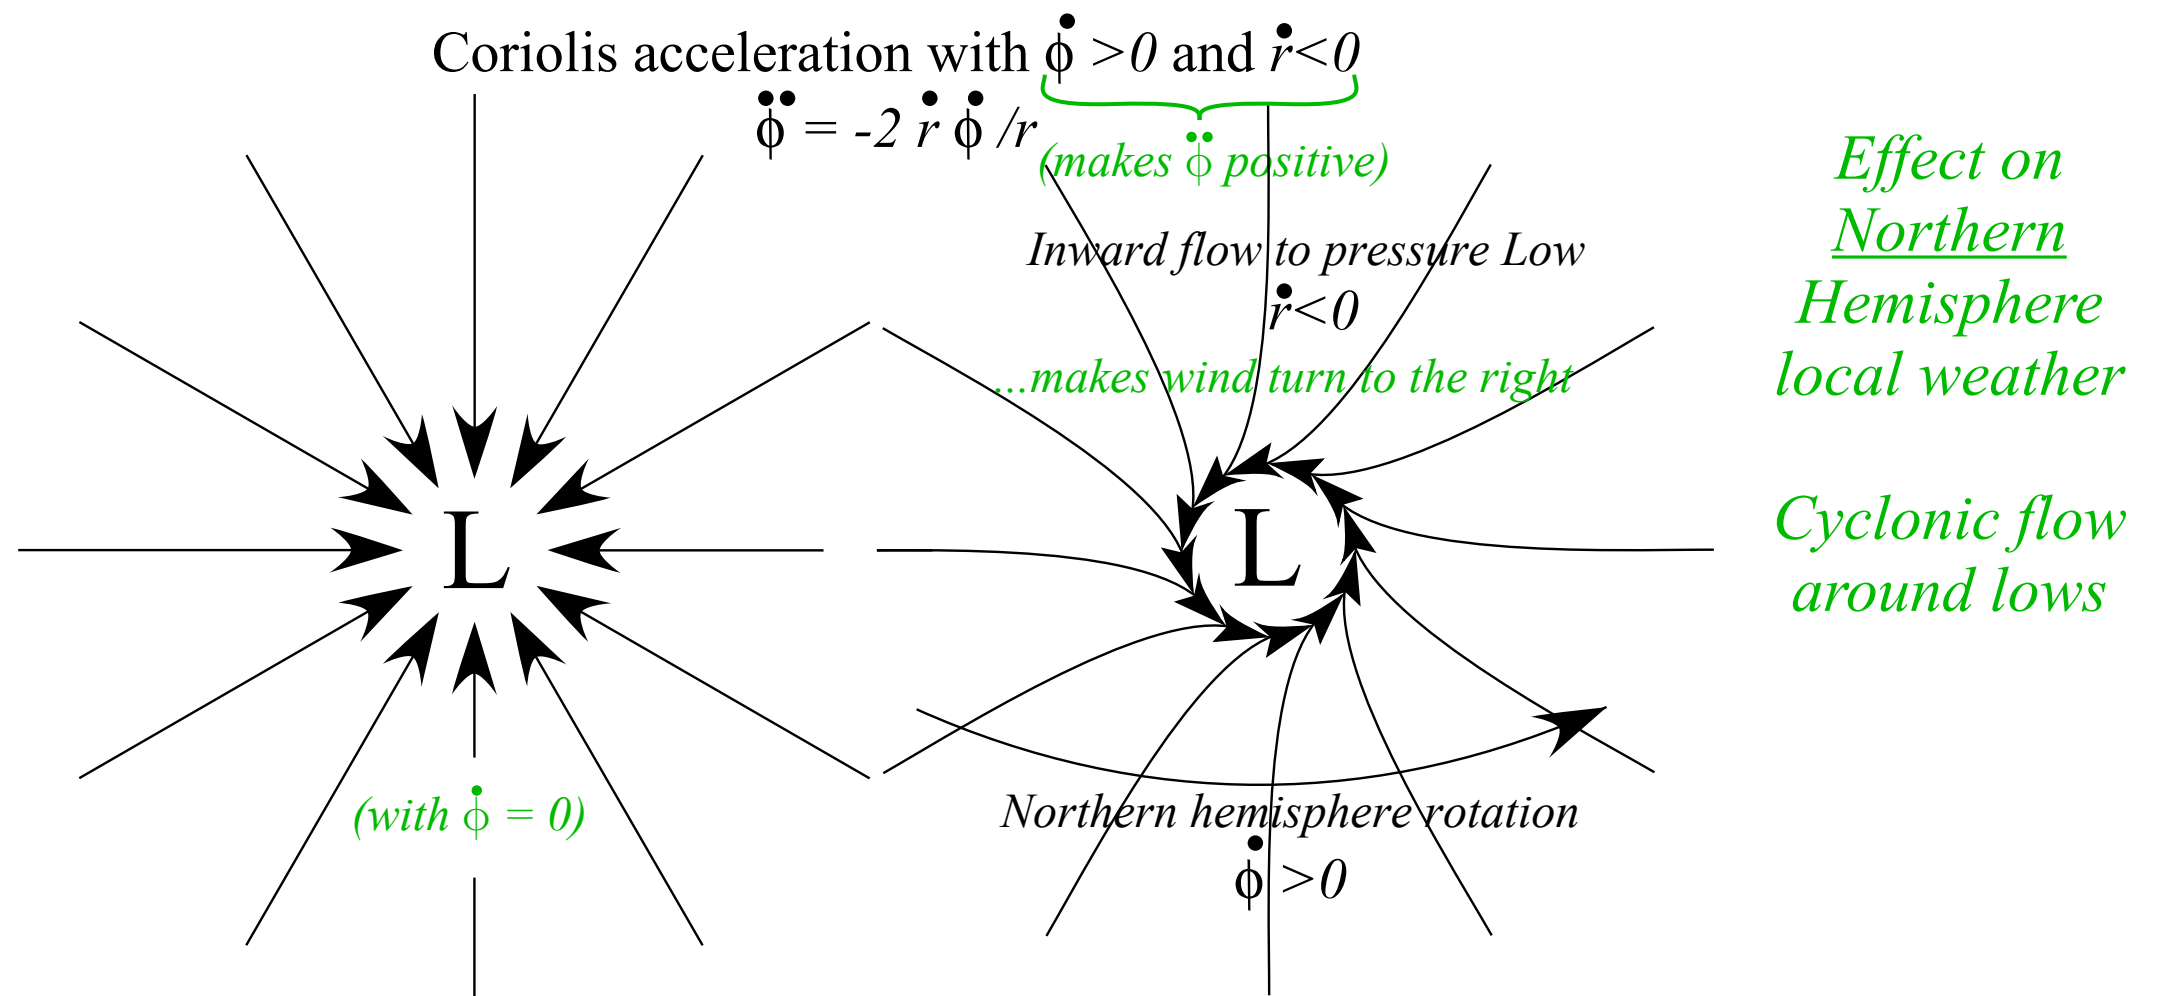 Coriolis acceleration with ϕ̇ >0 and ṙ<0
ϕ̈ = -2 ṙ ϕ̇ /r
(makes ϕ̈ positive)
Inward flow to pressure Low
ṙ<0
...makes wind turn to the right
L
L
(with ϕ̇ = 0)
Northern hemisphere rotation
ϕ̇ >0
Effect on
Northern
Hemisphere
local weather
Cyclonic flow
around lows